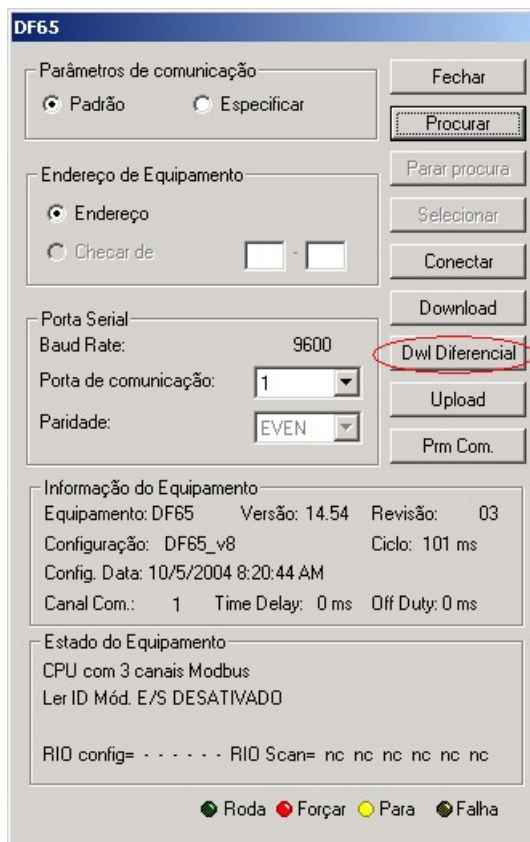 DF65
Parâmetros de comunicação
Padrão Especificar
Fechar
Procurar
Parar procura
Endereço de Equipamento
Endereço
Checar de -
Selecionar
Conectar
Download
Porta Serial
Baud Rate: 9600
Dwl Diferencial
Porta de comunicação: 1
Upload
Paridade: EVEN
Prm Com.
Informação do Equipamento
Equipamento: DF65 Versão: 14.54 Revisão: 03
Configuração: DF65_v8 Ciclo: 101 ms
Config. Data: 10/5/2004 8:20:44 AM
Canal Com.: 1 Time Delay: 0 ms Off Duty: 0 ms
Estado do Equipamento
CPU com 3 canais Modbus
Ler ID Mód. E/S DESATIVADO
RIO config= - - - - - - RIO Scan= nc nc nc nc nc nc
Roda Forçar Para Falha